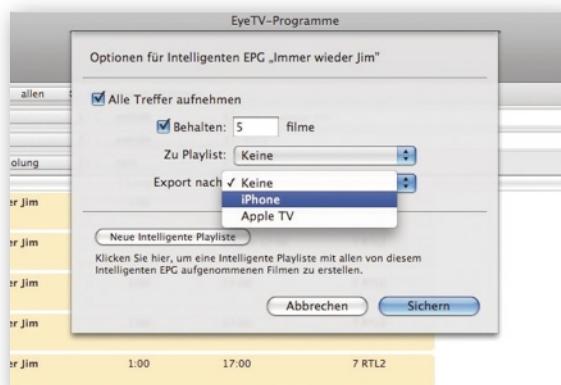 EyeTV-Programme
Optionen für Intelligenten EPG „Immer wieder Jim“
allen
Alle Treffer aufnehmen
Behalten: 5 filme
Zu Playlist: Keine
olung
Export nach ✓ Keine
iPhone
Apple TV
er Jim
Neue Intelligente Playliste
er Jim
Klicken Sie hier, um eine Intelligente Playliste mit allen von diesem
Intelligenten EPG aufgenommenen Filmen zu erstellen.
er Jim
Abbrechen Sichern
er Jim
er Jim 1:00 17:00 7 RTL2